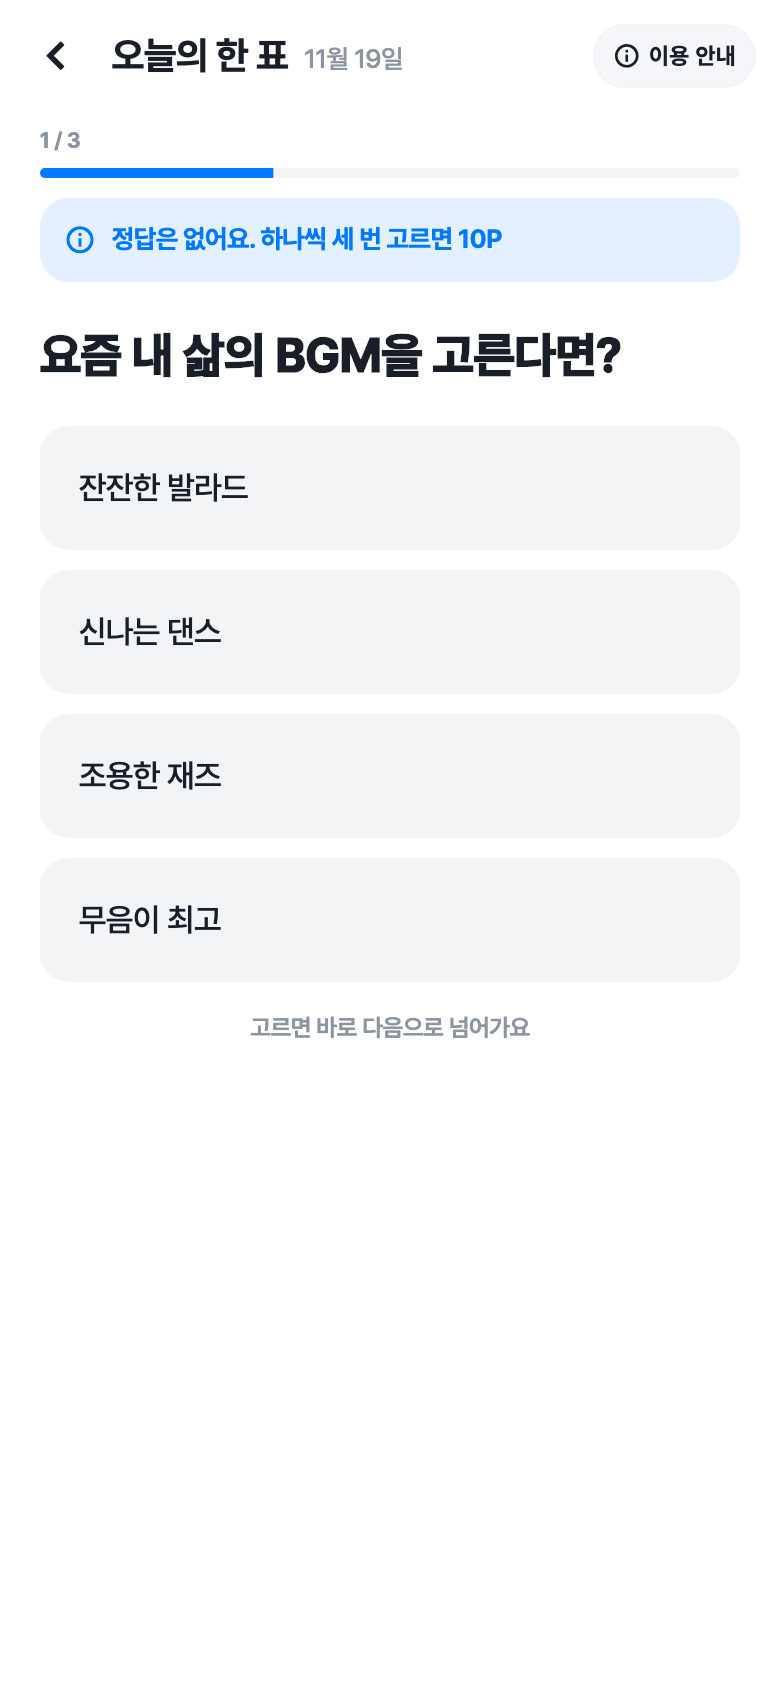 오늘의 한 표 11월 19일
이용 안내
1 / 3
정답은 없어요. 하나씩 세 번 고르면 10P
요즘 내 삶의 BGM을 고른다면?
잔잔한 발라드
신나는 댄스
조용한 재즈
무음이 최고
고르면 바로 다음으로 넘어가요